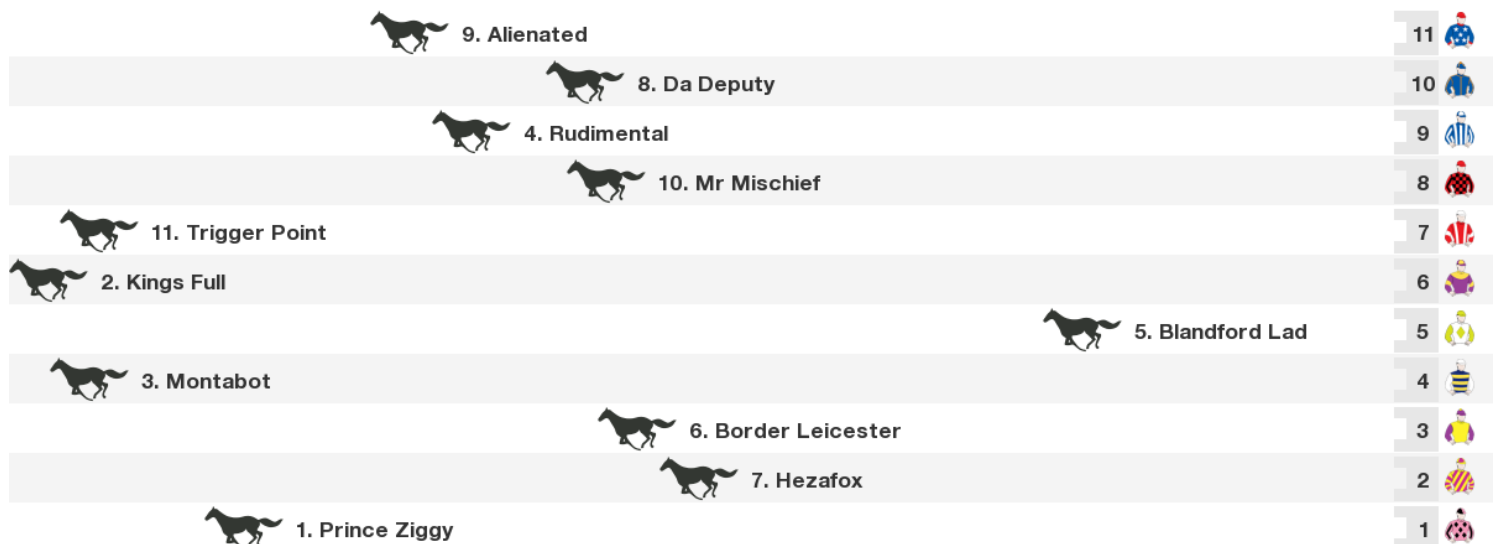 9. Alienated 11
8. Da Deputy 10
4. Rudimental 9
10. Mr Mischief 8
11. Trigger Point 7
2. Kings Full 6
5. Blandford Lad 5
3. Montabot 4
6. Border Leicester 3
7. Hezafox 2
1. Prince Ziggy 1